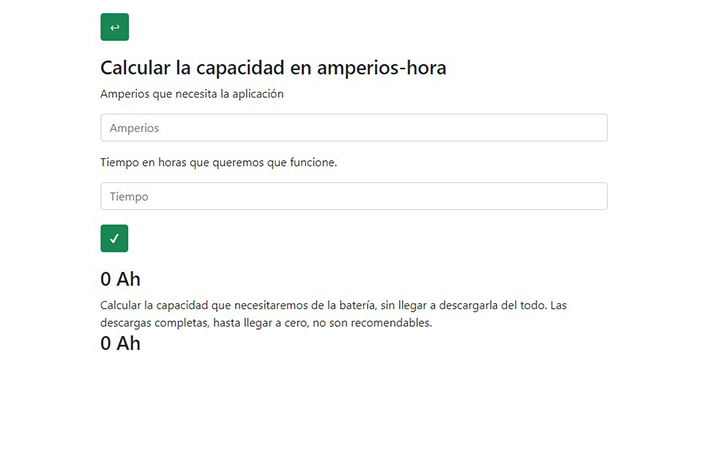 Calcular la capacidad en amperios-hora
Amperios que necesita la aplicación
Amperios
Tiempo en horas que queremos que funcione.
Tiempo
0 Ah
Calcular la capacidad que necesitaremos de la batería, sin llegar a descargarla del todo. Las
descargas completas, hasta llegar a cero, no son recomendables.
0 Ah